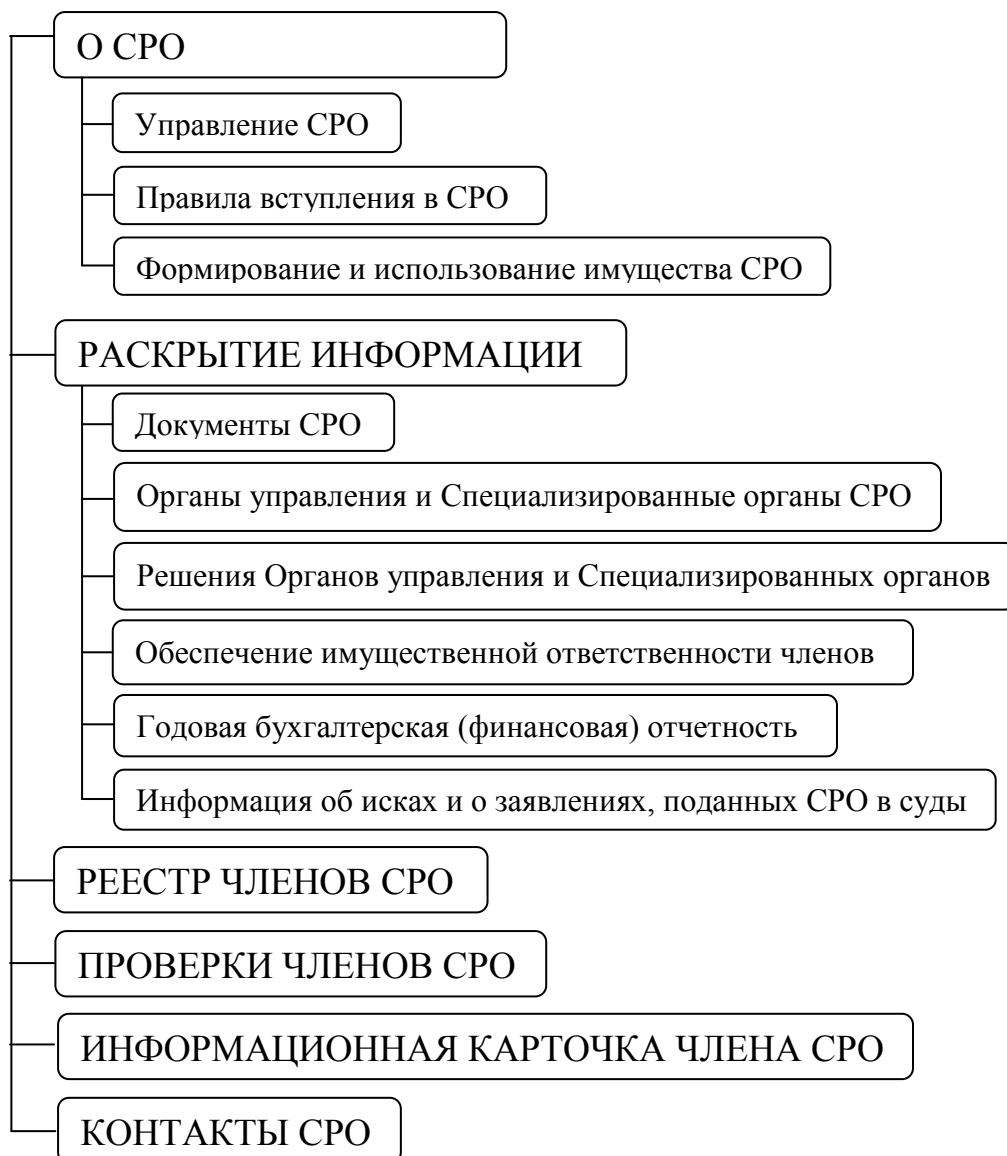 О СРО
Управление СРО
Правила вступления в СРО
Формирование и использование имущества СРО
РАСКРЫТИЕ ИНФОРМАЦИИ
Документы СРО
Органы управления и Специализированные органы СРО
Решения Органов управления и Специализированных органов
Обеспечение имущественной ответственности членов
Годовая бухгалтерская (финансовая) отчетность
Информация об исках и о заявлениях, поданных СРО в суды
РЕЕСТР ЧЛЕНОВ СРО
ПРОВЕРКИ ЧЛЕНОВ СРО
ИНФОРМАЦИОННАЯ КАРТОЧКА ЧЛЕНА СРО
КОНТАКТЫ СРО